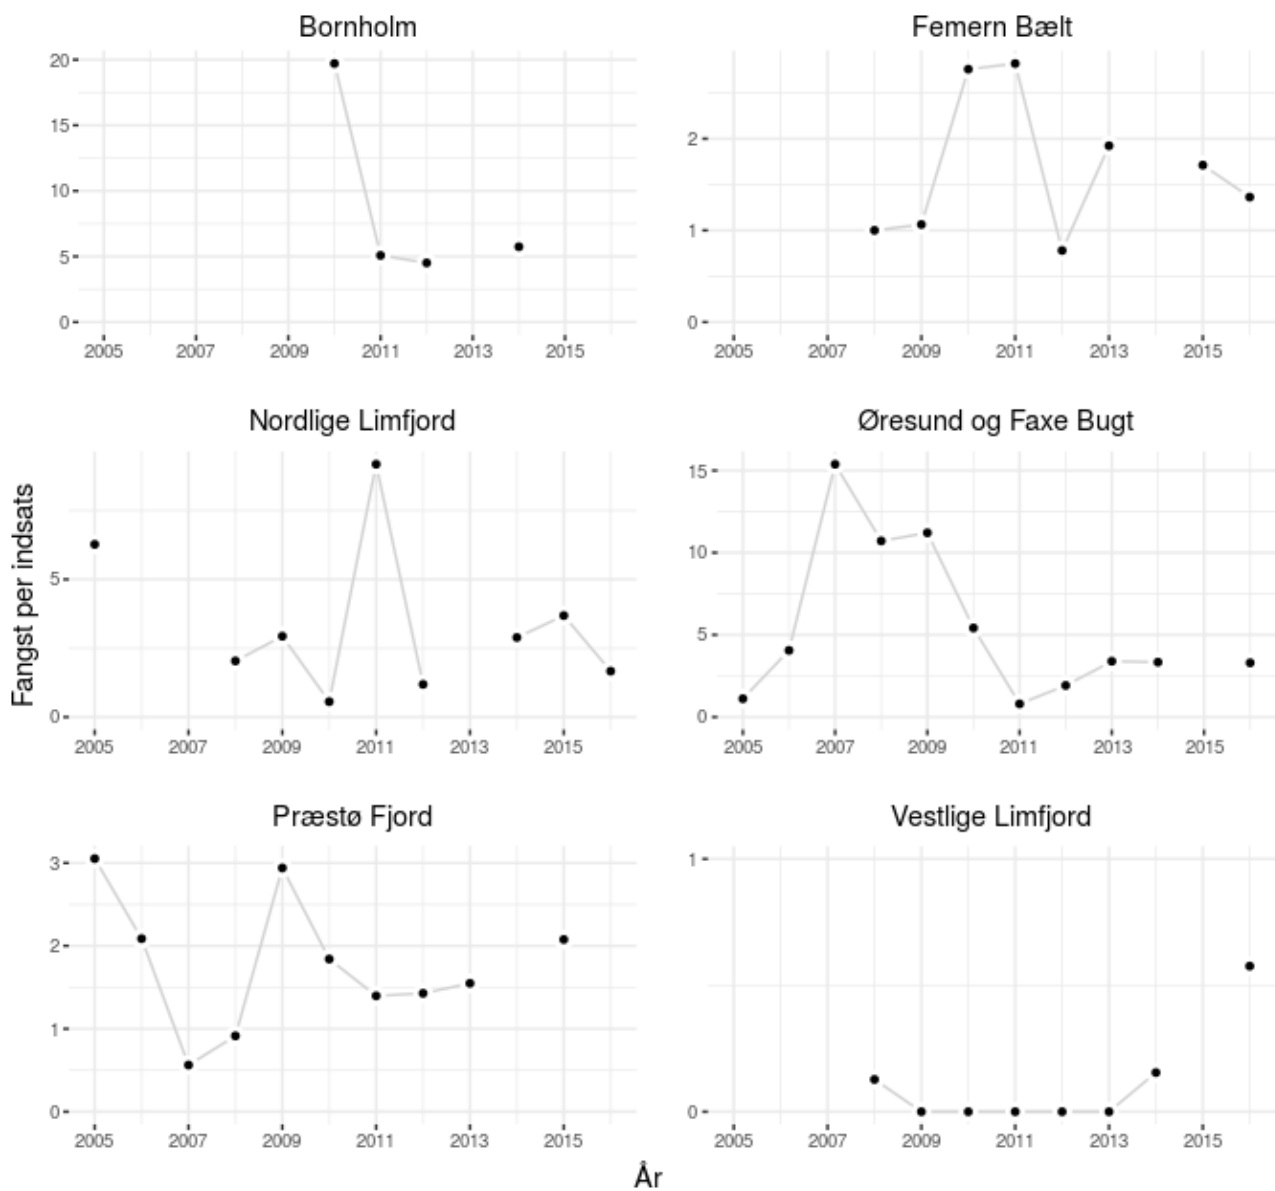 Bornholm
Femern Bælt
20
15
10
5
0
2005 2007 2009 2011 2013 2015
2
1
0
2005 2007 2009 2011 2013 2015
Nordlige Limfjord
Øresund og Faxe Bugt
Fangst per indsats
5
0
2005 2007 2009 2011 2013 2015
15
10
5
0
2005 2007 2009 2011 2013 2015
Præstø Fjord
Vestlige Limfjord
3
2
1
0
2005 2007 2009 2011 2013 2015
1
0
2005 2007 2009 2011 2013 2015
År